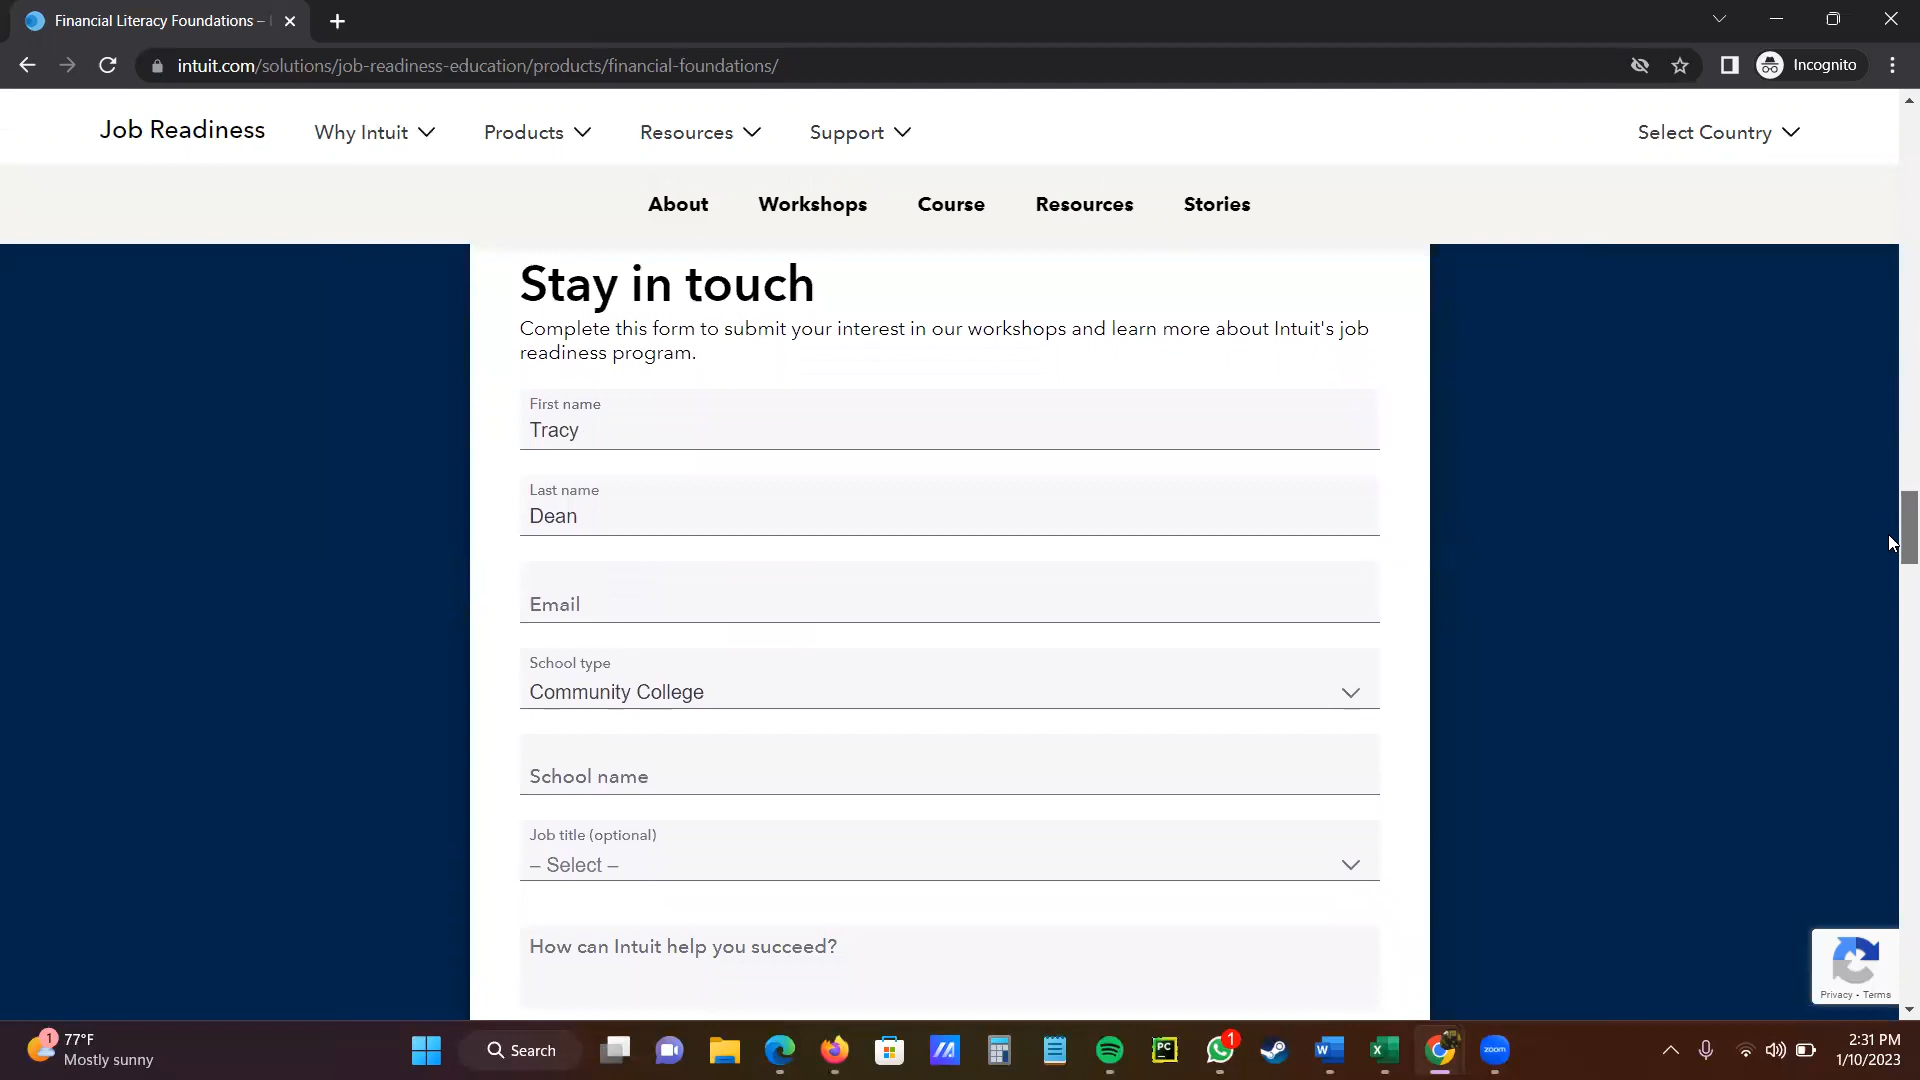 Financial Literacy Foundations –
intuit.com/solutions/job-readiness-education/products/financial-foundations/
Incognito
Job Readiness
Why Intuit
Products
Resources
Support
Select Country
About
Workshops
Course
Resources
Stories
Stay in touch
Complete this form to submit your interest in our workshops and learn more about Intuit's job
readiness program.
First name
Tracy
Last name
Dean
Email
School type
Community College
School name
Job title (optional)
– Select –
How can Intuit help you succeed?
Privacy - Terms
1
77°F
Mostly sunny
Search
PC
1
W
X
zoom
2:31 PM
1/10/2023